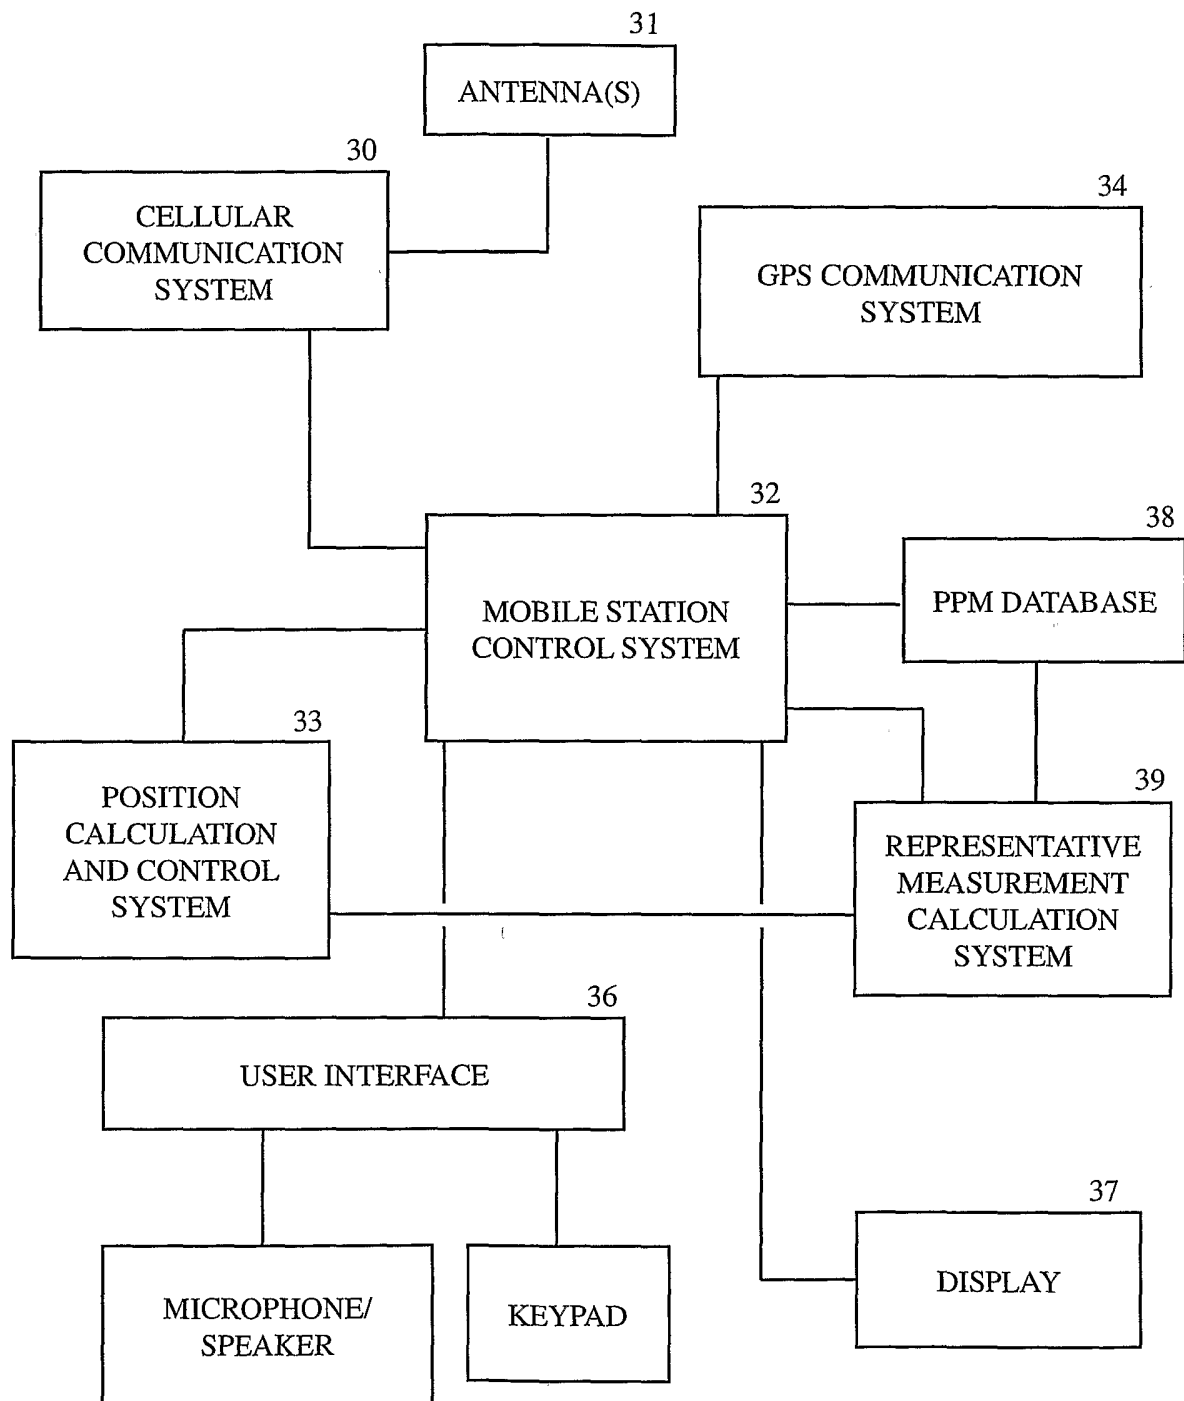 31
ANTENNA(S)
30
CELLULAR
COMMUNICATION
SYSTEM
34
GPS COMMUNICATION
SYSTEM
32
MOBILE STATION
CONTROL SYSTEM
38
PPM DATABASE
33
POSITION
CALCULATION
AND CONTROL
SYSTEM
39
REPRESENTATIVE
MEASUREMENT
CALCULATION
SYSTEM
36
USER INTERFACE
37
DISPLAY
MICROPHONE/
SPEAKER
KEYPAD